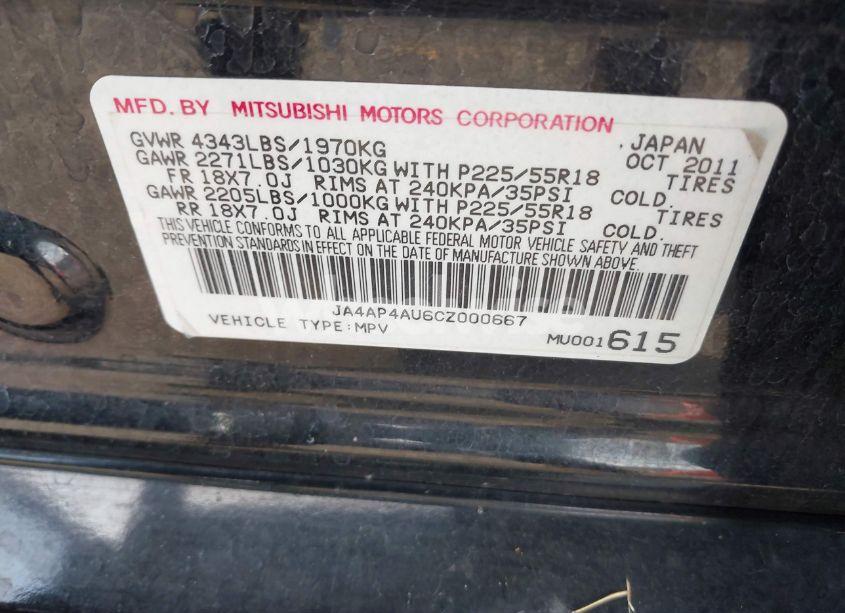 MFD. BY MITSUBISHI MOTORS CORPORATION , JAPAN
GVWR 4343LBS/1970KG OCT 2011
GAWR 2271LBS/1030KG WITH P225/55R18 TIRES
FR 18X7.0J RIMS AT 240KPA/35PSI COLD.
GAWR 2205LBS/1000KG WITH P225/55R18 TIRES
RR 18X7.0J RIMS AT 240KPA/35PSI COLD.
THIS VEHICLE CONFORMS TO ALL APPLICABLE FEDERAL MOTOR VEHICLE SAFETY AND THEFT
PREVENTION STANDARDS IN EFFECT ON THE DATE OF MANUFACTURE SHOWN ABOVE.
JA4AP4AU6CZ000667
VEHICLE TYPE:MPV MU001615